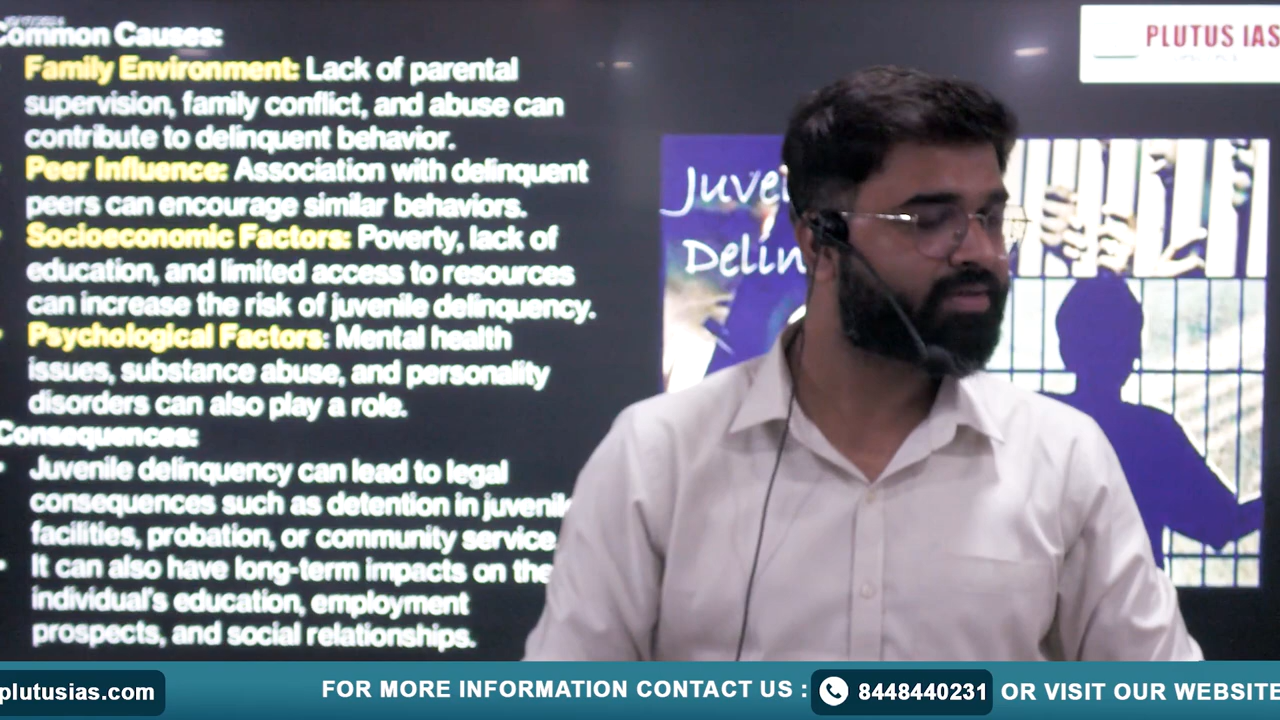 Common Causes:
Family Environment: Lack of parental
supervision, family conflict, and abuse can
contribute to delinquent behavior.
Peer Influence: Association with delinquent
peers can encourage similar behaviors.
Socioeconomic Factors: Poverty, lack of
education, and limited access to resources
can increase the risk of juvenile delinquency.
Psychological Factors: Mental health
issues, substance abuse, and personality
disorders can also play a role.
Consequences:
• Juvenile delinquency can lead to legal
consequences such as detention in juvenil
facilities, probation, or community service
• It can also have long-term impacts on the
individual's education, employment
prospects, and social relationships.
PLUTUS IAS
Juve
Delin
plutusias.com
FOR MORE INFORMATION CONTACT US :
8448440231
OR VISIT OUR WEBSITE